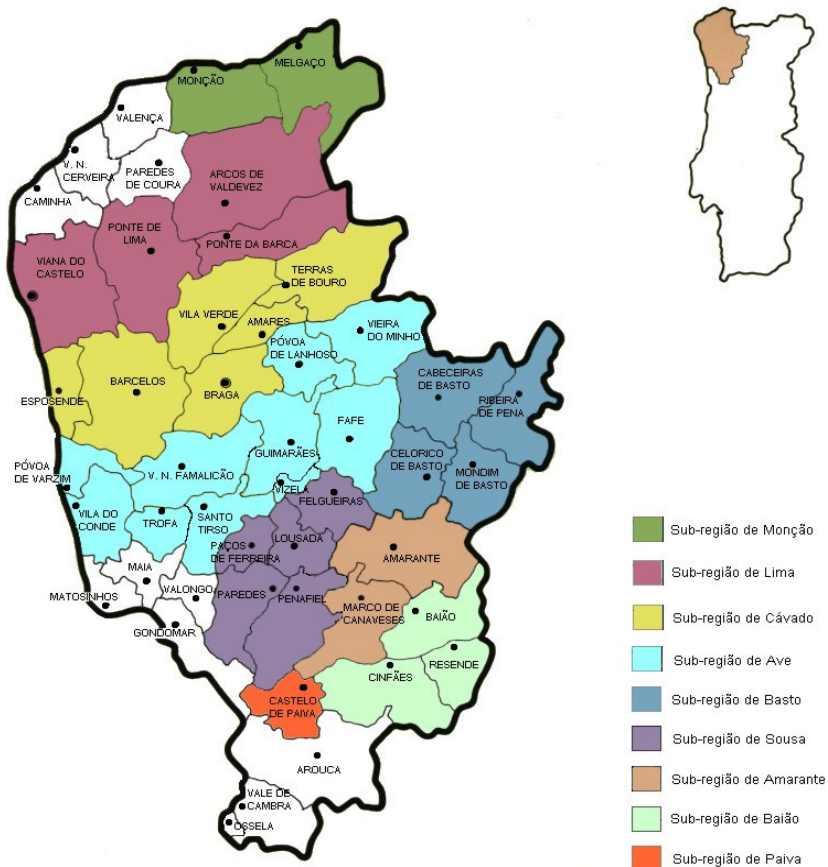 MELGAÇO
MONÇÃO
VALENÇA
V. N.
CERVEIRA
PAREDES
DE COURA
CAMINHA
ARCOS DE
VALDEVEZ
PONTE DE
LIMA
PONTE DA BARCA
VIANA DO
CASTELO
TERRAS
DE BOURO
VILA VERDE
AMARES
VIEIRA
DO MINHO
PÓVOA
DE LANHOSO
CABECEIRAS
DE BASTO
RIBEIRA
DE PENA
ESPOSENDE
BARCELOS
BRAGA
FAFE
GUIMARÃES
CELORICO
DE BASTO
MONDIM
DE BASTO
PÓVOA
DE VARZIM
V. N. FAMALICÃO
VIZELA
FELGUEIRAS
VILA DO
CONDE
TROFA
SANTO
TIRSO
PAÇOS
DE FERREIRA
LOUSADA
AMARANTE
MAIA
MATOSINHOS
VALONGO
PAREDES
PENAFIEL
MARCO DE
CANAVESES
BAIÃO
GONDOMAR
RESENDE
CINFÃES
CASTELO
DE PAIVA
AROUCA
VALE DE
CAMBRA
OSSELA
Sub-região de Monção
Sub-região de Lima
Sub-região de Cávado
Sub-região de Ave
Sub-região de Basto
Sub-região de Sousa
Sub-região de Amarante
Sub-região de Baião
Sub-região de Paiva